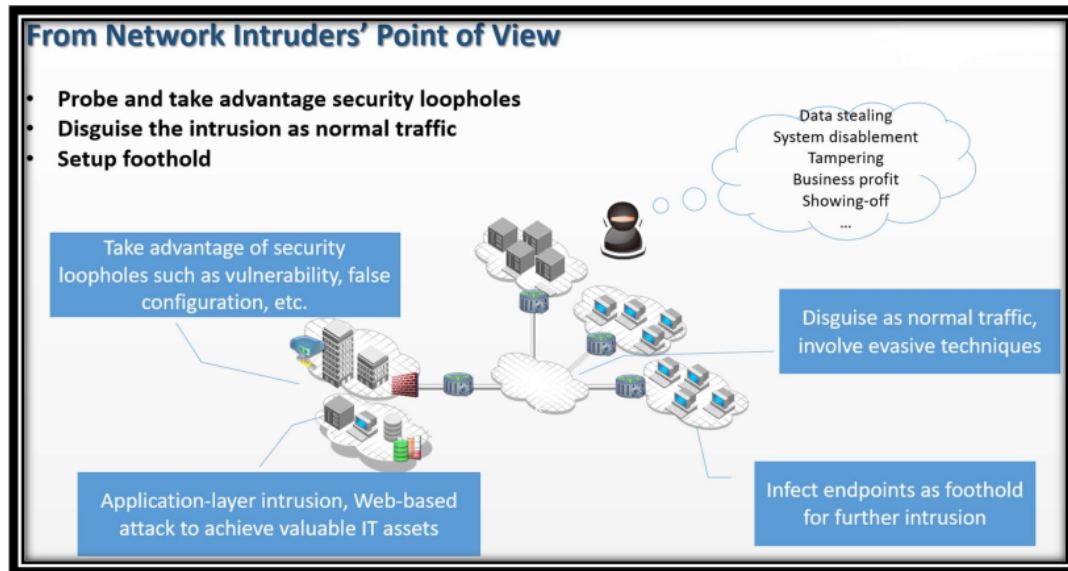 From Network Intruders' Point of View
• Probe and take advantage security loopholes
• Disguise the intrusion as normal traffic
• Setup foothold
Data stealing
System disablement
Tampering
Business profit
Showing-off
...
Take advantage of security
loopholes such as vulnerability, false
configuration, etc.
Disguise as normal traffic,
involve evasive techniques
Application-layer intrusion, Web-based
attack to achieve valuable IT assets
Infect endpoints as foothold
for further intrusion